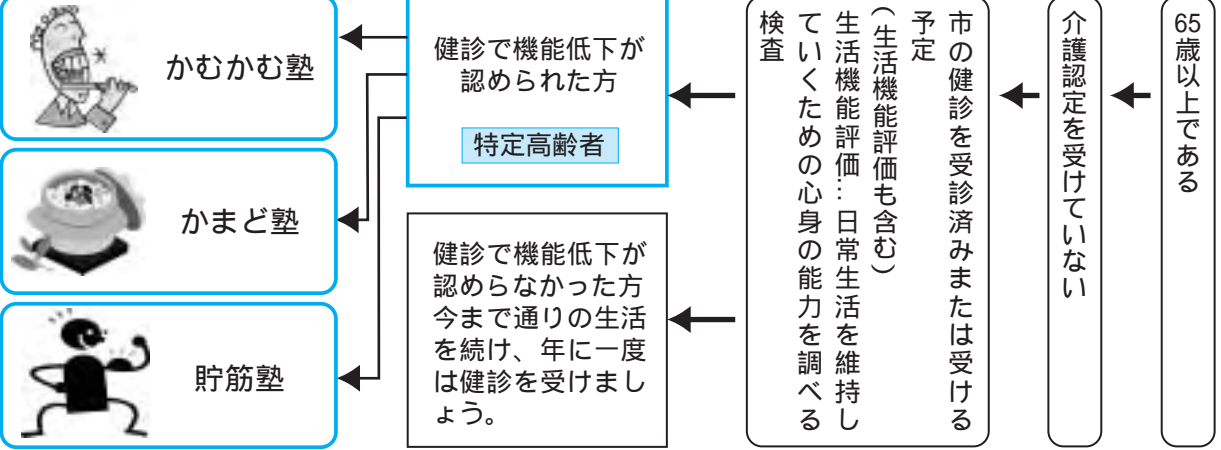 65歳以上である
介護認定を受けていない
市の健診を受診済みまたは受ける
予定
(生活機能評価も含む)
生活機能評価…日常生活を維持し
ていくための心身の能力を調べる
検査
健診で機能低下が
認められた方
特定高齢者
健診で機能低下が
認めらなかった方
今まで通りの生活
を続け、年に一度
は健診を受けまし
ょう。
かむかむ塾
かまど塾
貯筋塾